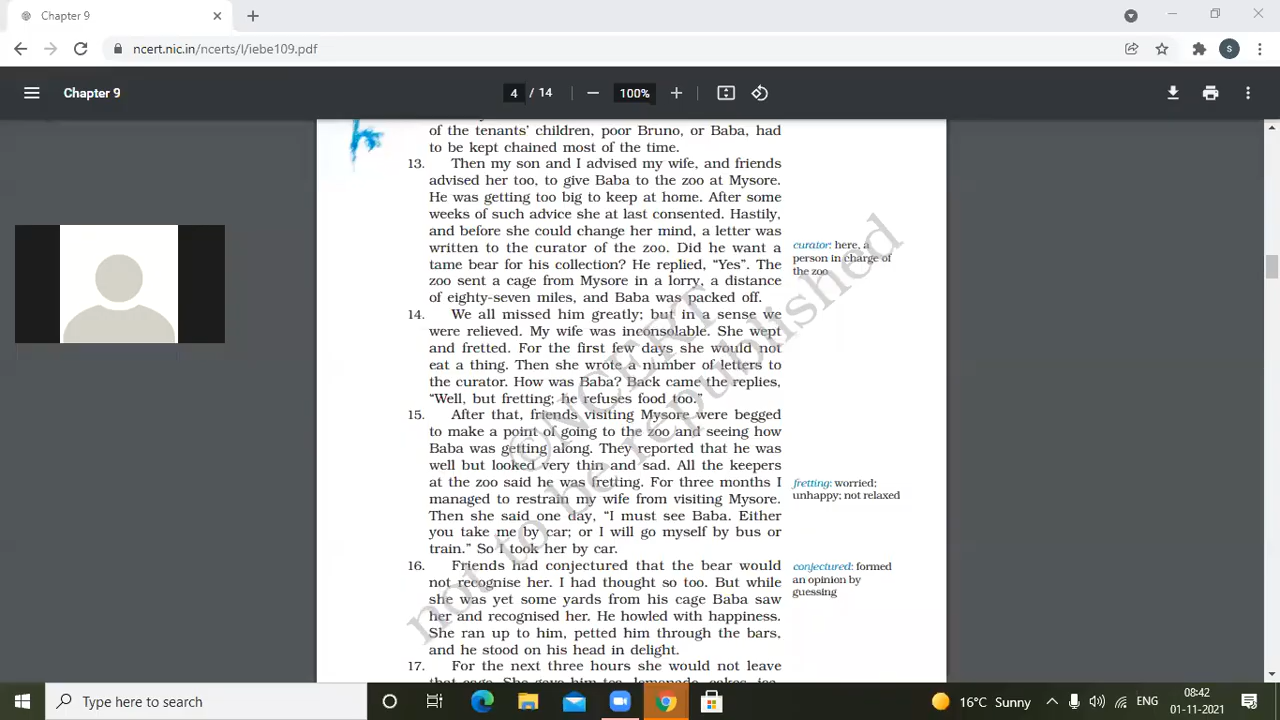 Chapter 9
ncert.nic.in/ncerts/l/iebe109.pdf
S
Chapter 9
4 / 14
100%
of the tenants' children, poor Bruno, or Baba, had
to be kept chained most of the time.
13. Then my son and I advised my wife, and friends
advised her too, to give Baba to the zoo at Mysore.
He was getting too big to keep at home. After some
weeks of such advice she at last consented. Hastily,
and before she could change her mind, a letter was
written to the curator of the zoo. Did he want a
tame bear for his collection? He replied, “Yes”. The
zoo sent a cage from Mysore in a lorry, a distance
of eighty-seven miles, and Baba was packed off.
curator: here, a
person in charge of
the zoo
14. We all missed him greatly; but in a sense we
were relieved. My wife was inconsolable. She wept
and fretted. For the first few days she would not
eat a thing. Then she wrote a number of letters to
the curator. How was Baba? Back came the replies,
“Well, but fretting; he refuses food too.”
15. After that, friends visiting Mysore were begged
to make a point of going to the zoo and seeing how
Baba was getting along. They reported that he was
well but looked very thin and sad. All the keepers
at the zoo said he was fretting. For three months I
managed to restrain my wife from visiting Mysore.
Then she said one day, “I must see Baba. Either
you take me by car; or I will go myself by bus or
train.” So I took her by car.
fretting: worried;
unhappy; not relaxed
16. Friends had conjectured that the bear would
not recognise her. I had thought so too. But while
she was yet some yards from his cage Baba saw
her and recognised her. He howled with happiness.
She ran up to him, petted him through the bars,
and he stood on his head in delight.
conjectured: formed
an opinion by
guessing
17. For the next three hours she would not leave
that cage. She gave him tea, lemonade, cakes, ice
©NCERT
not to be republished
Type here to search
16°C Sunny
ENG
08:42
01-11-2021